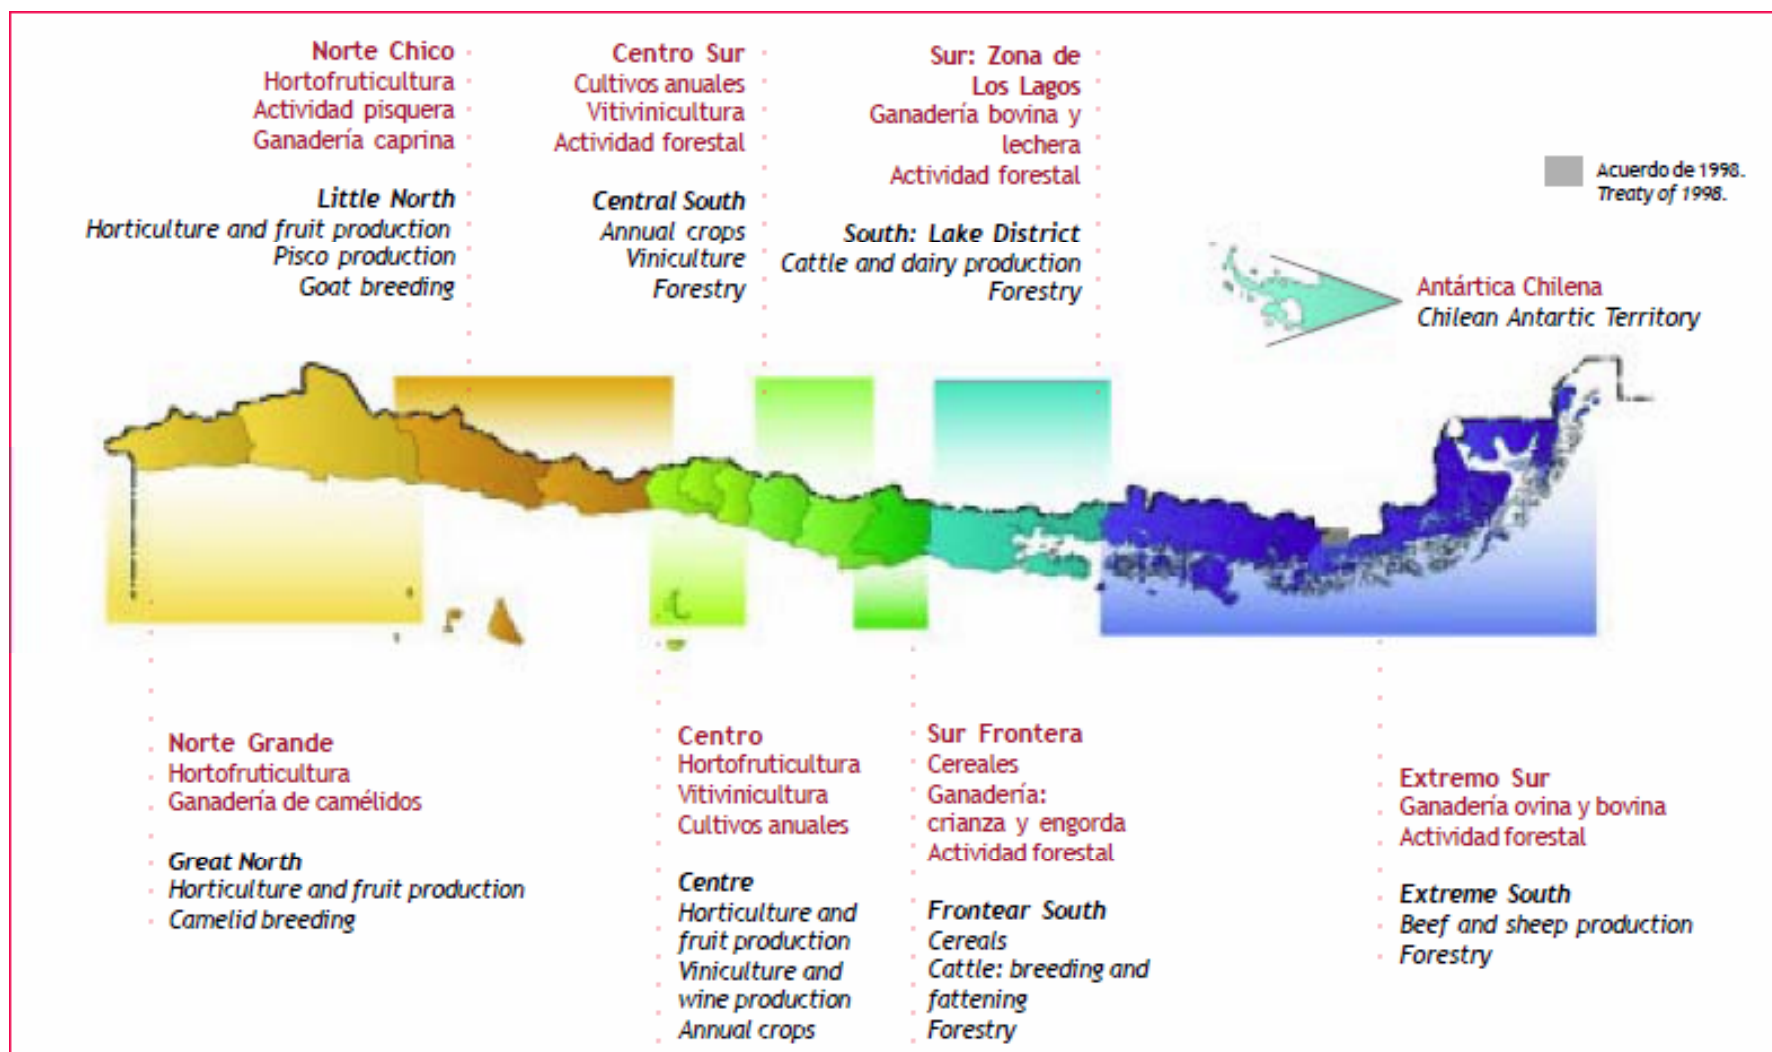 Norte Chico
Hortofruticultura
Actividad pisquera
Ganadería caprina
Little North
Horticulture and fruit production
Pisco production
Goat breeding
Centro Sur
Cultivos anuales
Vitivinicultura
Actividad forestal
Central South
Annual crops
Viniculture
Forestry
Sur: Zona de
Los Lagos
Ganadería bovina y
lechera
Actividad forestal
South: Lake District
Cattle and dairy production
Forestry
Acuerdo de 1998.
Treaty of 1998.
Antártica Chilena
Chilean Antartic Territory
Norte Grande
Hortofruticultura
Ganadería de camélidos
Great North
Horticulture and fruit production
Camelid breeding
Centro
Hortofruticultura
Vitivinicultura
Cultivos anuales
Centre
Horticulture and
fruit production
Viniculture and
wine production
Annual crops
Sur Frontera
Cereales
Ganadería:
crianza y engorda
Actividad forestal
Frontear South
Cereals
Cattle: breeding and
fattening
Forestry
Extremo Sur
Ganadería ovina y bovina
Actividad forestal
Extreme South
Beef and sheep production
Forestry